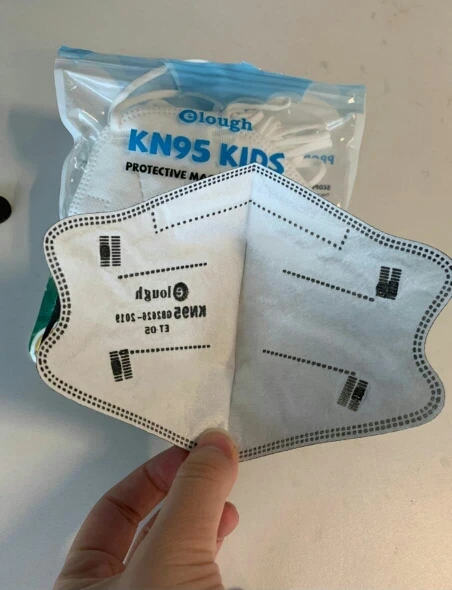 elough
KN95 KIDS
PROTECTIVE MA
elough
KN95 GB2626-2019
ET-05